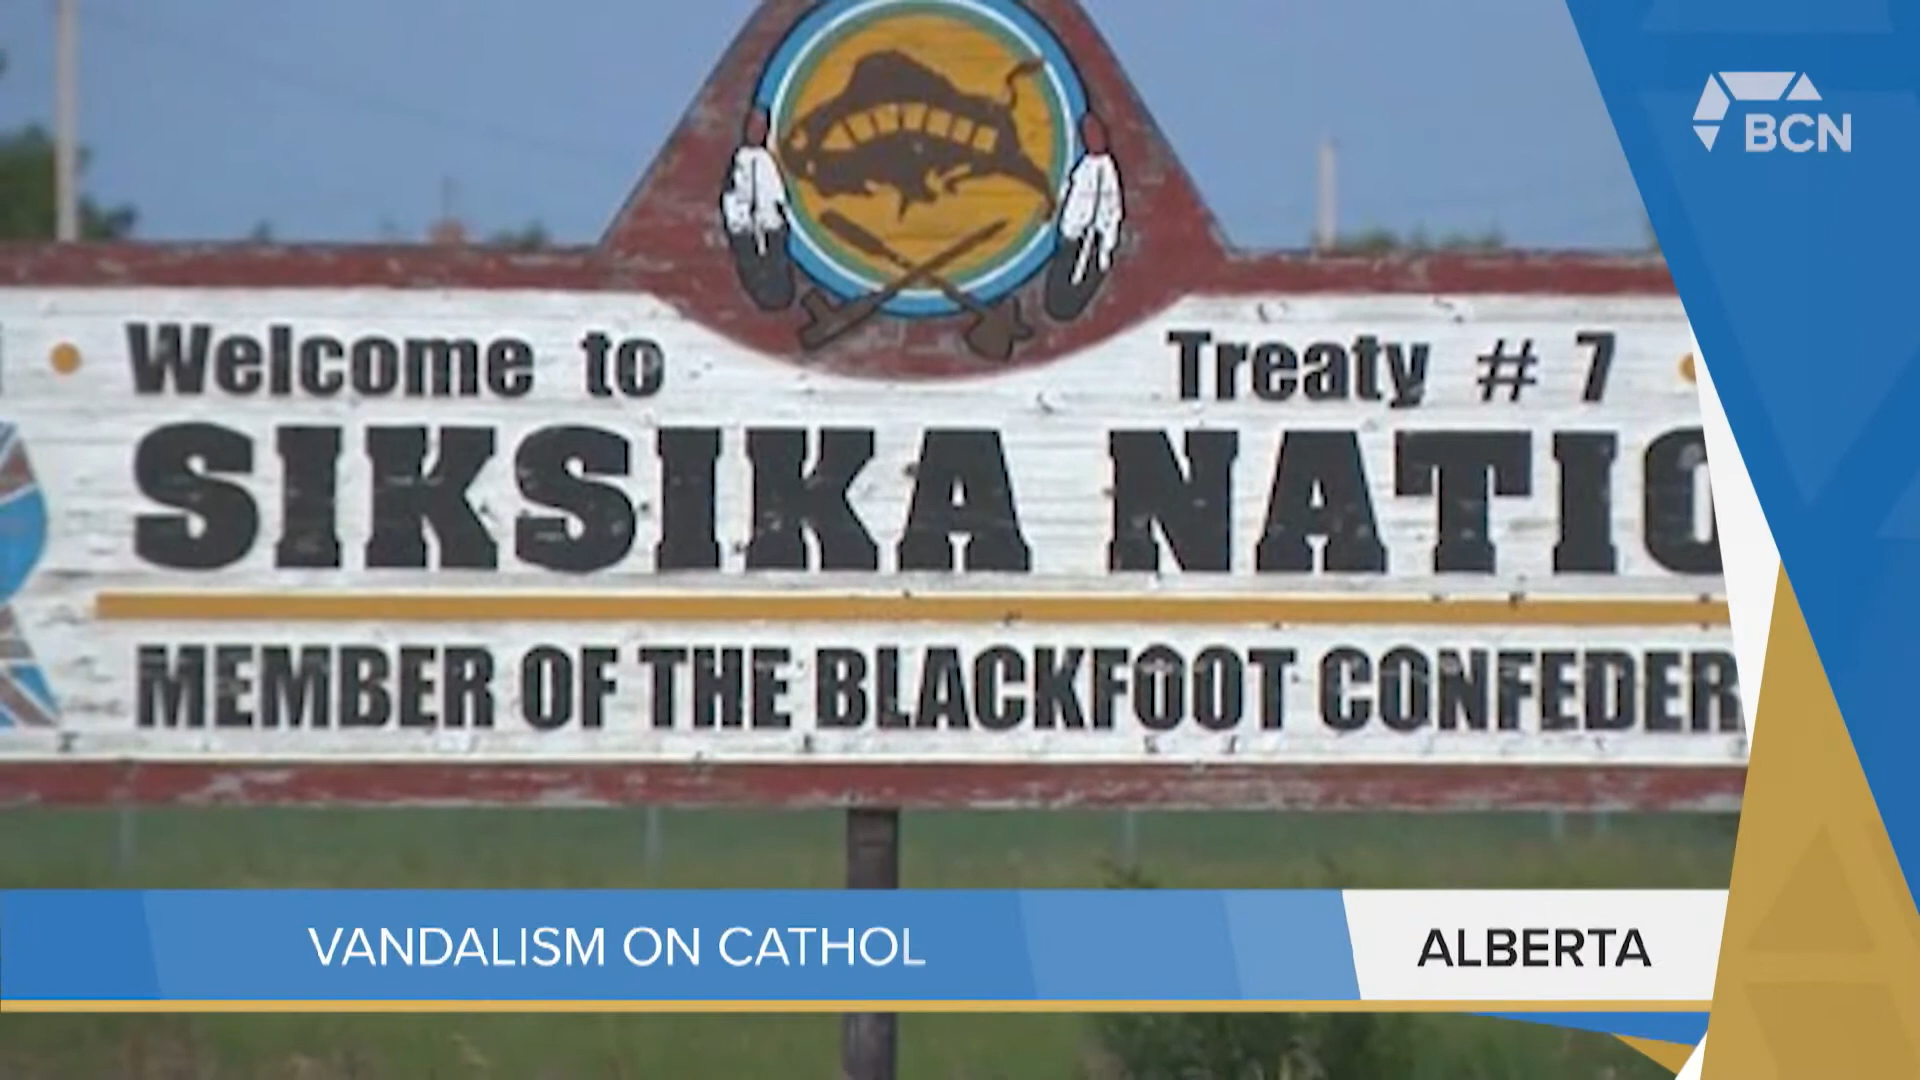 BCN
Welcome to
Treaty # 7
SIKSIKA NATIO
MEMBER OF THE BLACKFOOT CONFEDER
VANDALISM ON CATHOL
ALBERTA